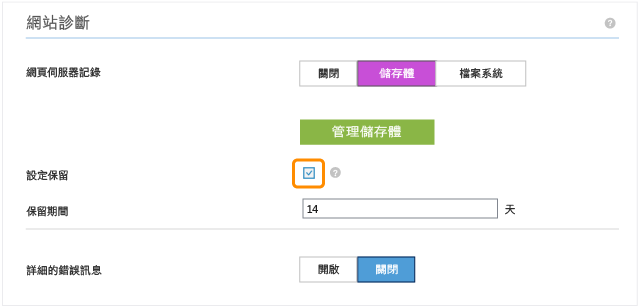 網站診斷
網頁伺服器記錄 關閉 儲存體 檔案系統
管理儲存體
設定保留
保留期間 14 天
詳細的錯誤訊息 開啟 關閉